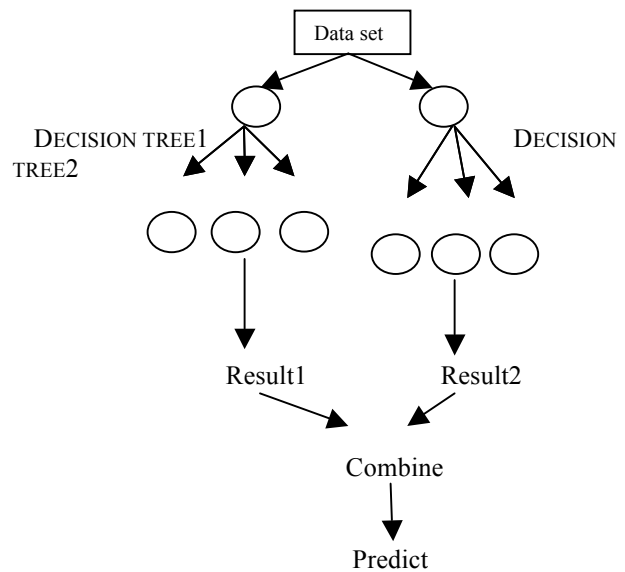 Data set
DECISION TREE1 DECISION
TREE2
Result1 Result2
Combine
Predict